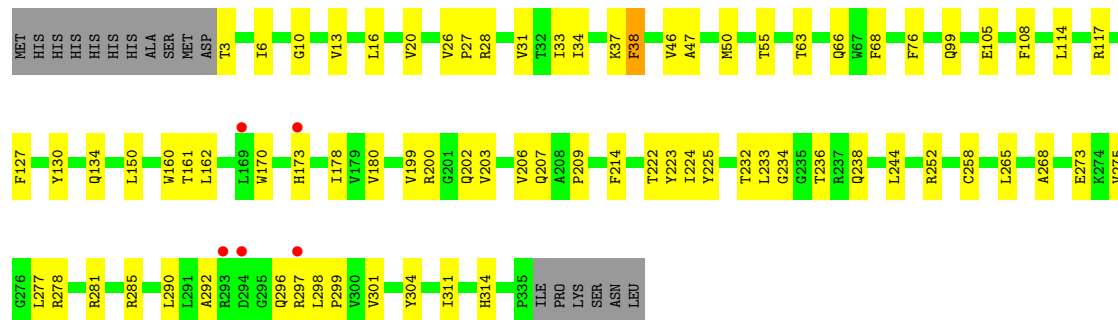 MET HIS HIS HIS HIS HIS HIS ALA SER MET ASP T3 I6 G10 V13 L16 V20 V26 P27 R28 V31 T32 I33 I34 K37 F38 V46 A47 M50 T55 T63 Q66 W67 F68 F76 Q99 E105 F108 L114 R117
F127 Y130 Q134 L150 W160 T161 L162 L169 W170 H173 I178 V179 V180 V199 R200 G201 Q202 V203 V206 Q207 A208 P209 F214 T222 Y223 I224 Y225 T232 L233 G234 G235 T236 R237 Q238 L244 R252 C258 L265 A268 E273 K274 V275
G276 L277 R278 R281 R285 L290 L291 A292 R293 D294 G295 Q296 R297 L298 P299 V300 V301 Y304 I311 H314 P335 ILE PRO LYS SER ASN LEU